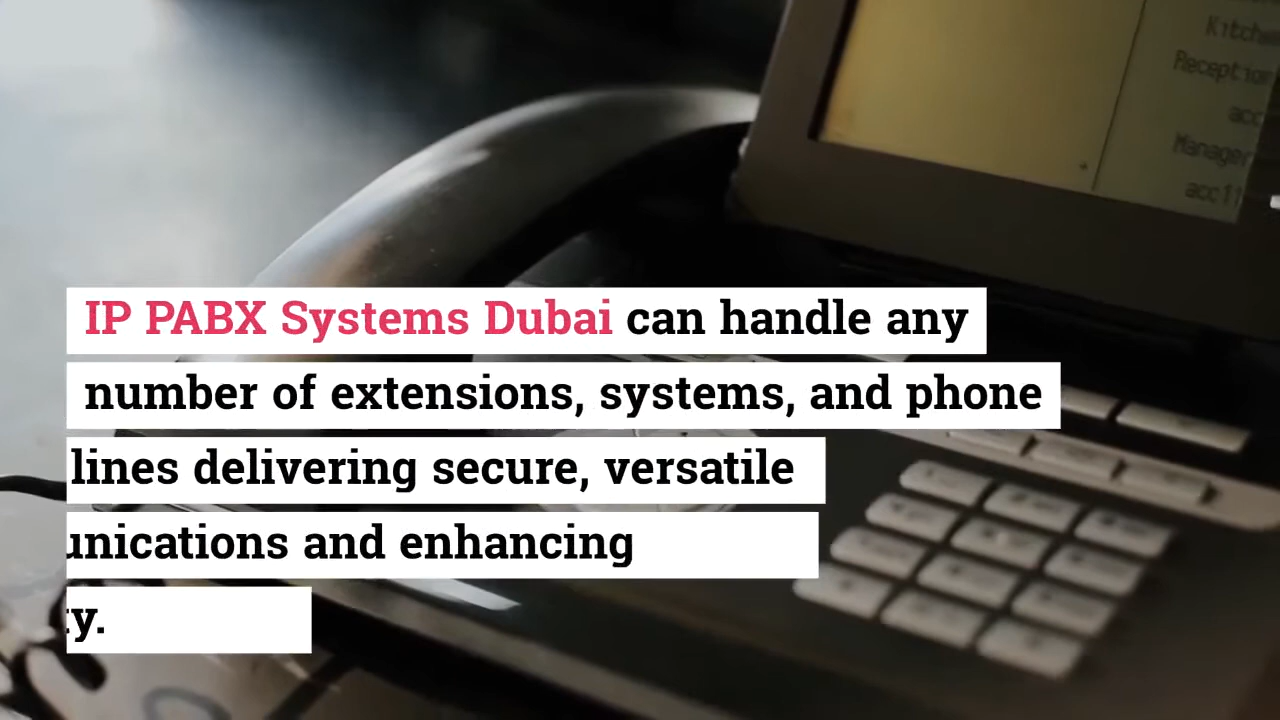 Reception
Manager
IP PABX Systems Dubai can handle any
number of extensions, systems, and phone
lines delivering secure, versatile
unications and enhancing
ty.